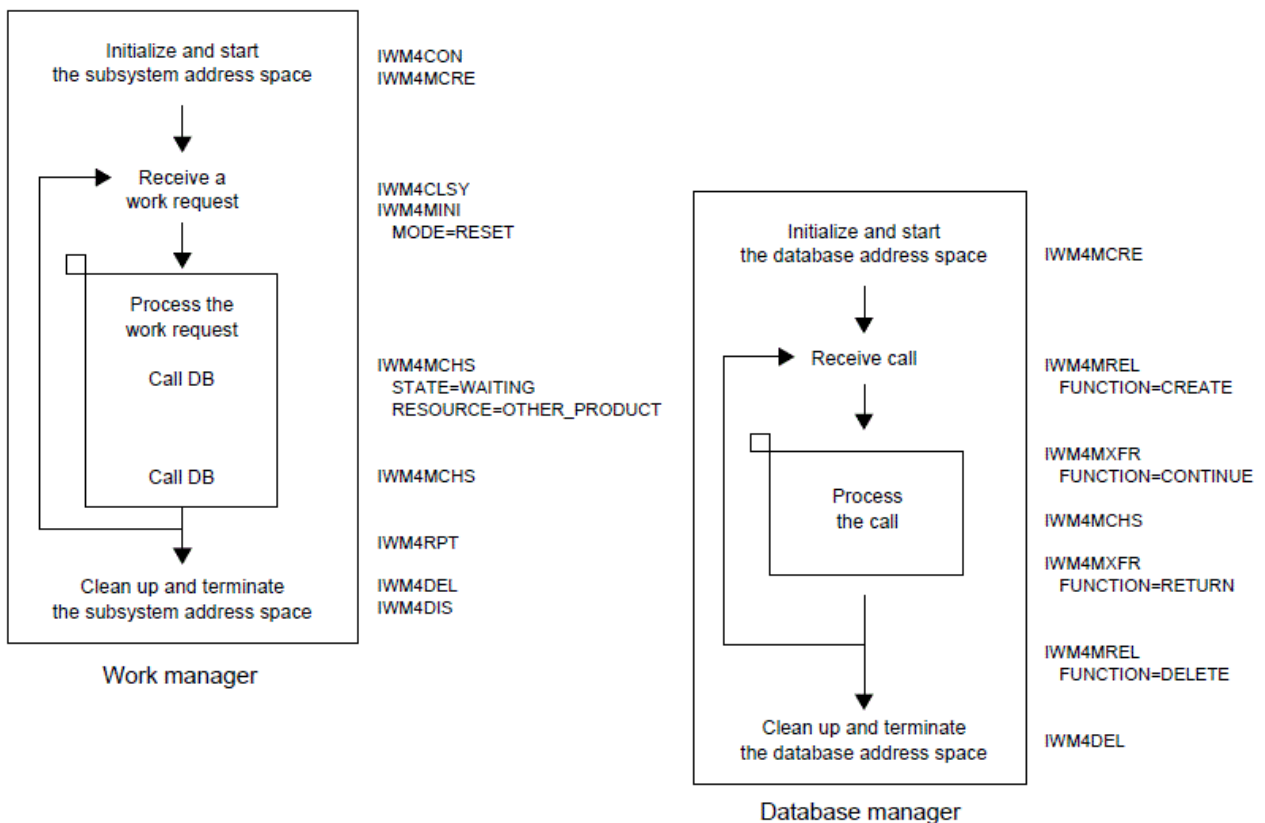 Initialize and start
the subsystem address space
IWM4CON
IWM4MCRE
Receive a
work request
IWM4CLSY
IWM4MINI
MODE=RESET
Process the
work request
Call DB
IWM4MCHS
STATE=WAITING
RESOURCE=OTHER_PRODUCT
Call DB
IWM4MCHS
IWM4RPT
Clean up and terminate
the subsystem address space
IWM4DEL
IWM4DIS
Work manager
Initialize and start
the database address space
IWM4MCRE
Receive call
IWM4MREL
FUNCTION=CREATE
IWM4MXFR
FUNCTION=CONTINUE
Process
the call
IWM4MCHS
IWM4MXFR
FUNCTION=RETURN
IWM4MREL
FUNCTION=DELETE
Clean up and terminate
the database address space
IWM4DEL
Database manager